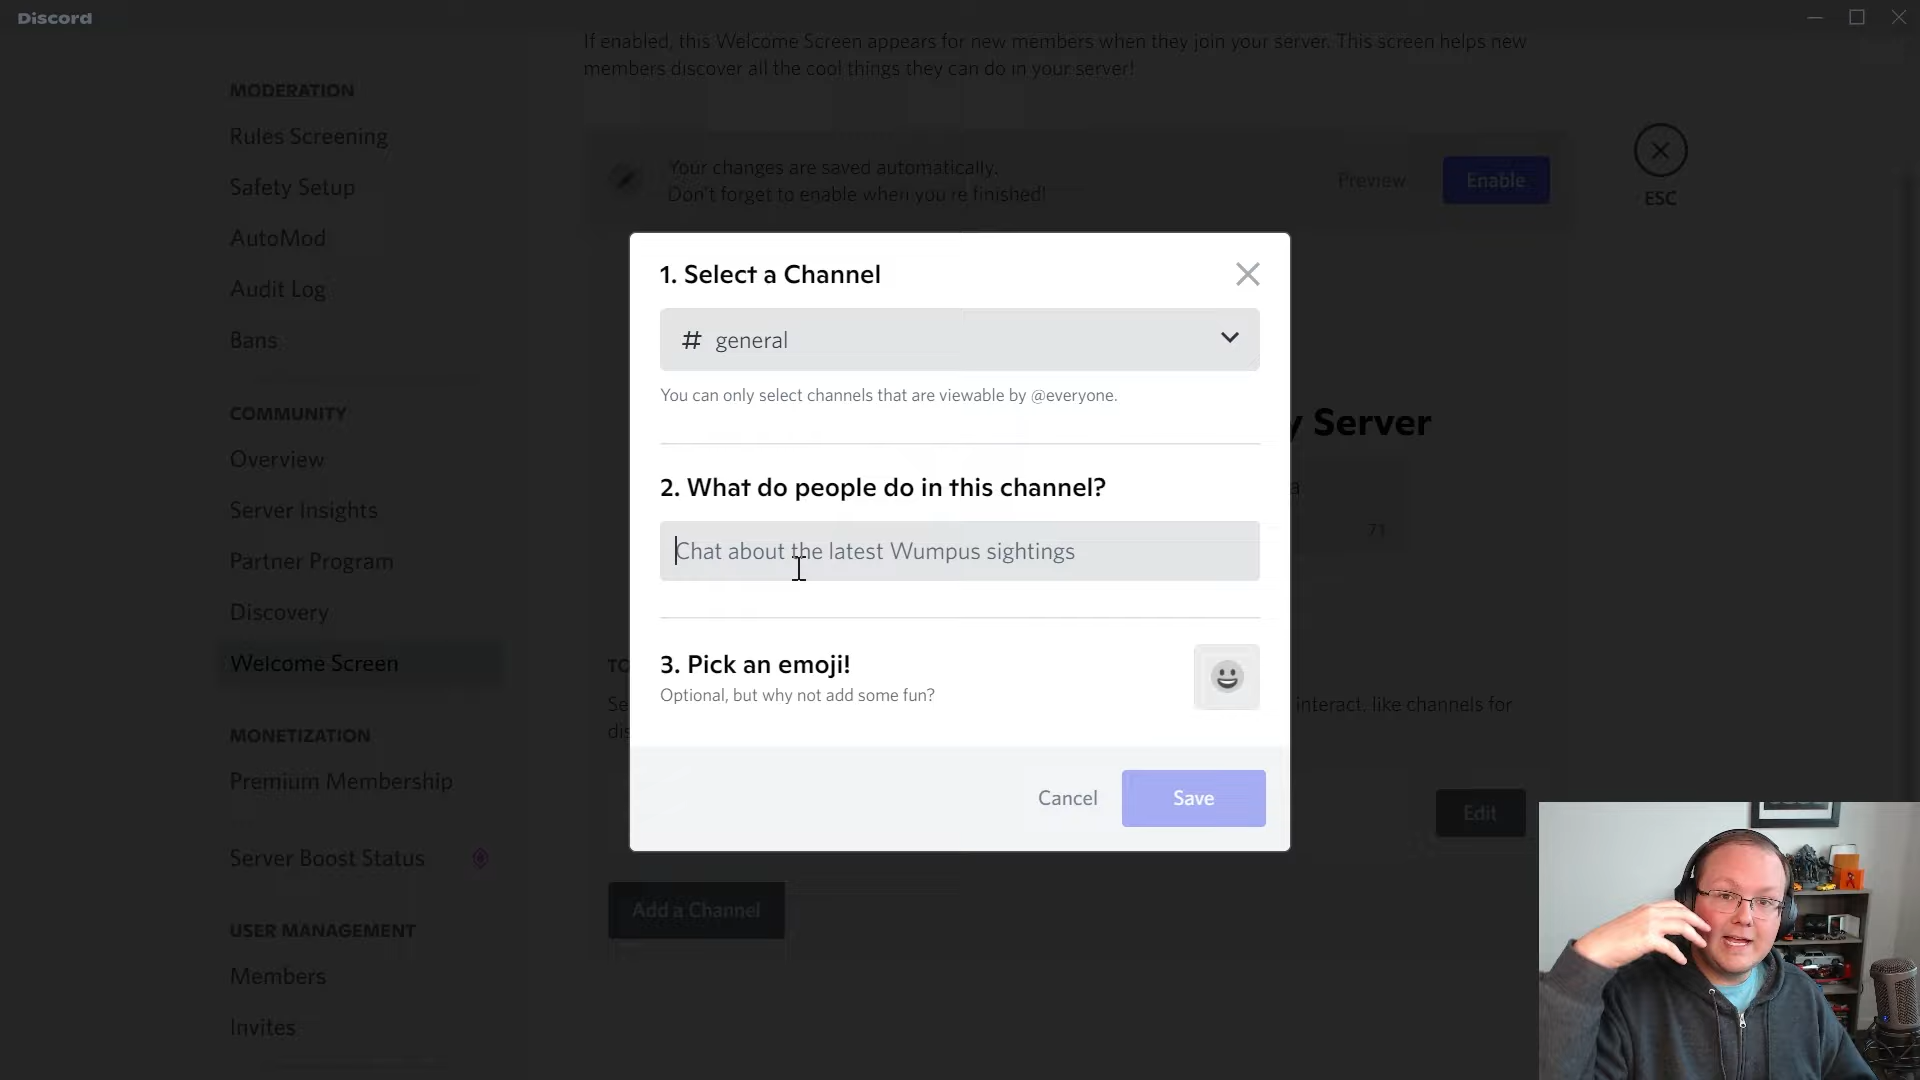 Discord
If enabled, this Welcome Screen appears for new members when they join your server. This screen helps new
members discover all the cool things they can do in your server!
MODERATION
Rules Screening
Safety Setup
AutoMod
Audit Log
Bans
COMMUNITY
Overview
Server Insights
Partner Program
Discovery
Welcome Screen
MONETIZATION
Premium Membership
Server Boost Status
USER MANAGEMENT
Members
Invites
Your changes are saved automatically.
Don't forget to enable when you're finished!
Preview
Enable
ESC
1. Select a Channel
# general
You can only select channels that are viewable by @everyone.
2. What do people do in this channel?
Chat about the latest Wumpus sightings
3. Pick an emoji!
Optional, but why not add some fun?
Cancel
Save
y Server
71
interact, like channels for
Edit
Add a Channel